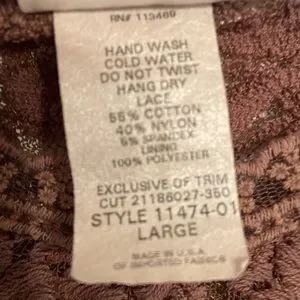 RN# 113469
HAND WASH
COLD WATER
DO NOT TWIST
HANG DRY
LACE
55% COTTON
40% NYLON
5% SPANDEX
LINING
100% POLYESTER
EXCLUSIVE OF TRIM
CUT 21186027-350
STYLE 11474-01
LARGE
MADE IN U.S.A.
OF IMPORTED FABRICS